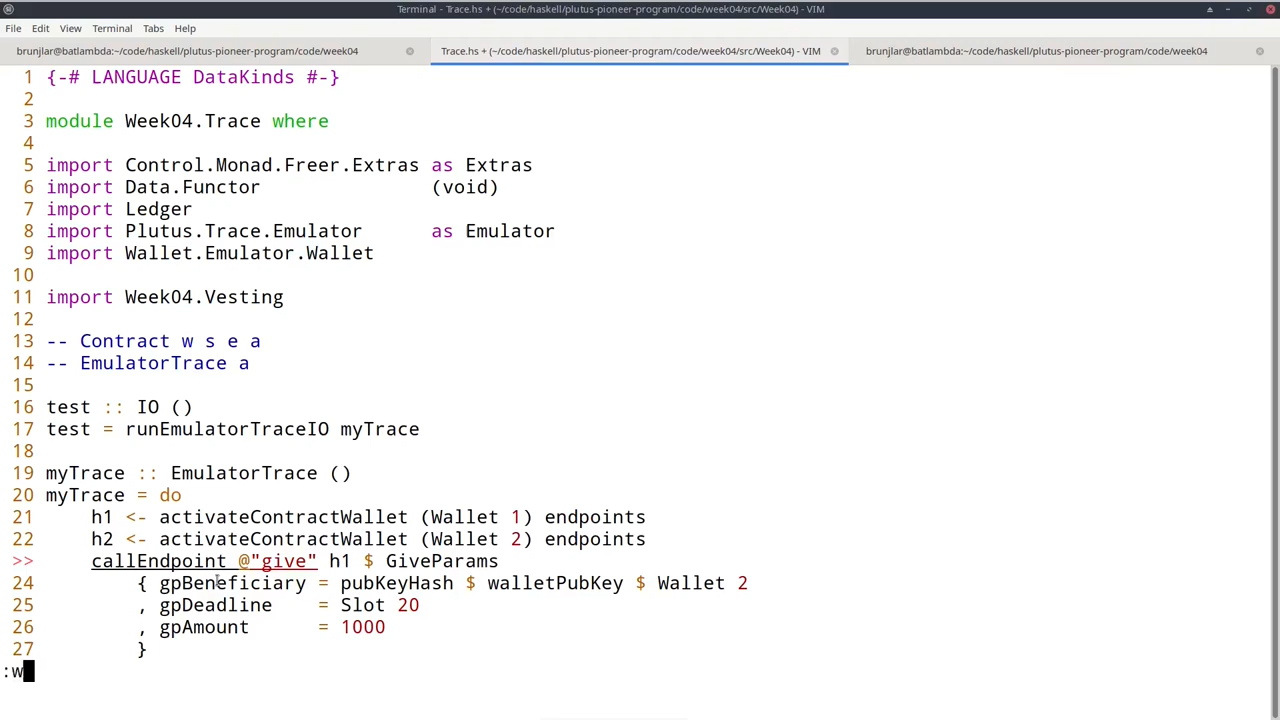 Terminal - Trace.hs + (~/code/haskell/plutus-pioneer-program/code/week04/src/Week04) - VIM
File Edit View Terminal Tabs Help
brunjlar@batlambda:~/code/haskell/plutus-pioneer-program/code/week04 Trace.hs + (~/code/haskell/plutus-pioneer-program/code/week04/src/Week04) - VIM brunjlar@batlambda:~/code/haskell/plutus-pioneer-program/code/week04
1 {-# LANGUAGE DataKinds #-}
2
3 module Week04.Trace where
4
5 import Control.Monad.Freer.Extras as Extras
6 import Data.Functor (void)
7 import Ledger
8 import Plutus.Trace.Emulator as Emulator
9 import Wallet.Emulator.Wallet
10
11 import Week04.Vesting
12
13 -- Contract w s e a
14 -- EmulatorTrace a
15
16 test :: IO ()
17 test = runEmulatorTraceIO myTrace
18
19 myTrace :: EmulatorTrace ()
20 myTrace = do
21 h1 <- activateContractWallet (Wallet 1) endpoints
22 h2 <- activateContractWallet (Wallet 2) endpoints
>> callEndpoint @"give" h1 $ GiveParams
24 { gpBeneficiary = pubKeyHash $ walletPubKey $ Wallet 2
25 , gpDeadline = Slot 20
26 , gpAmount = 1000
27 }
:w